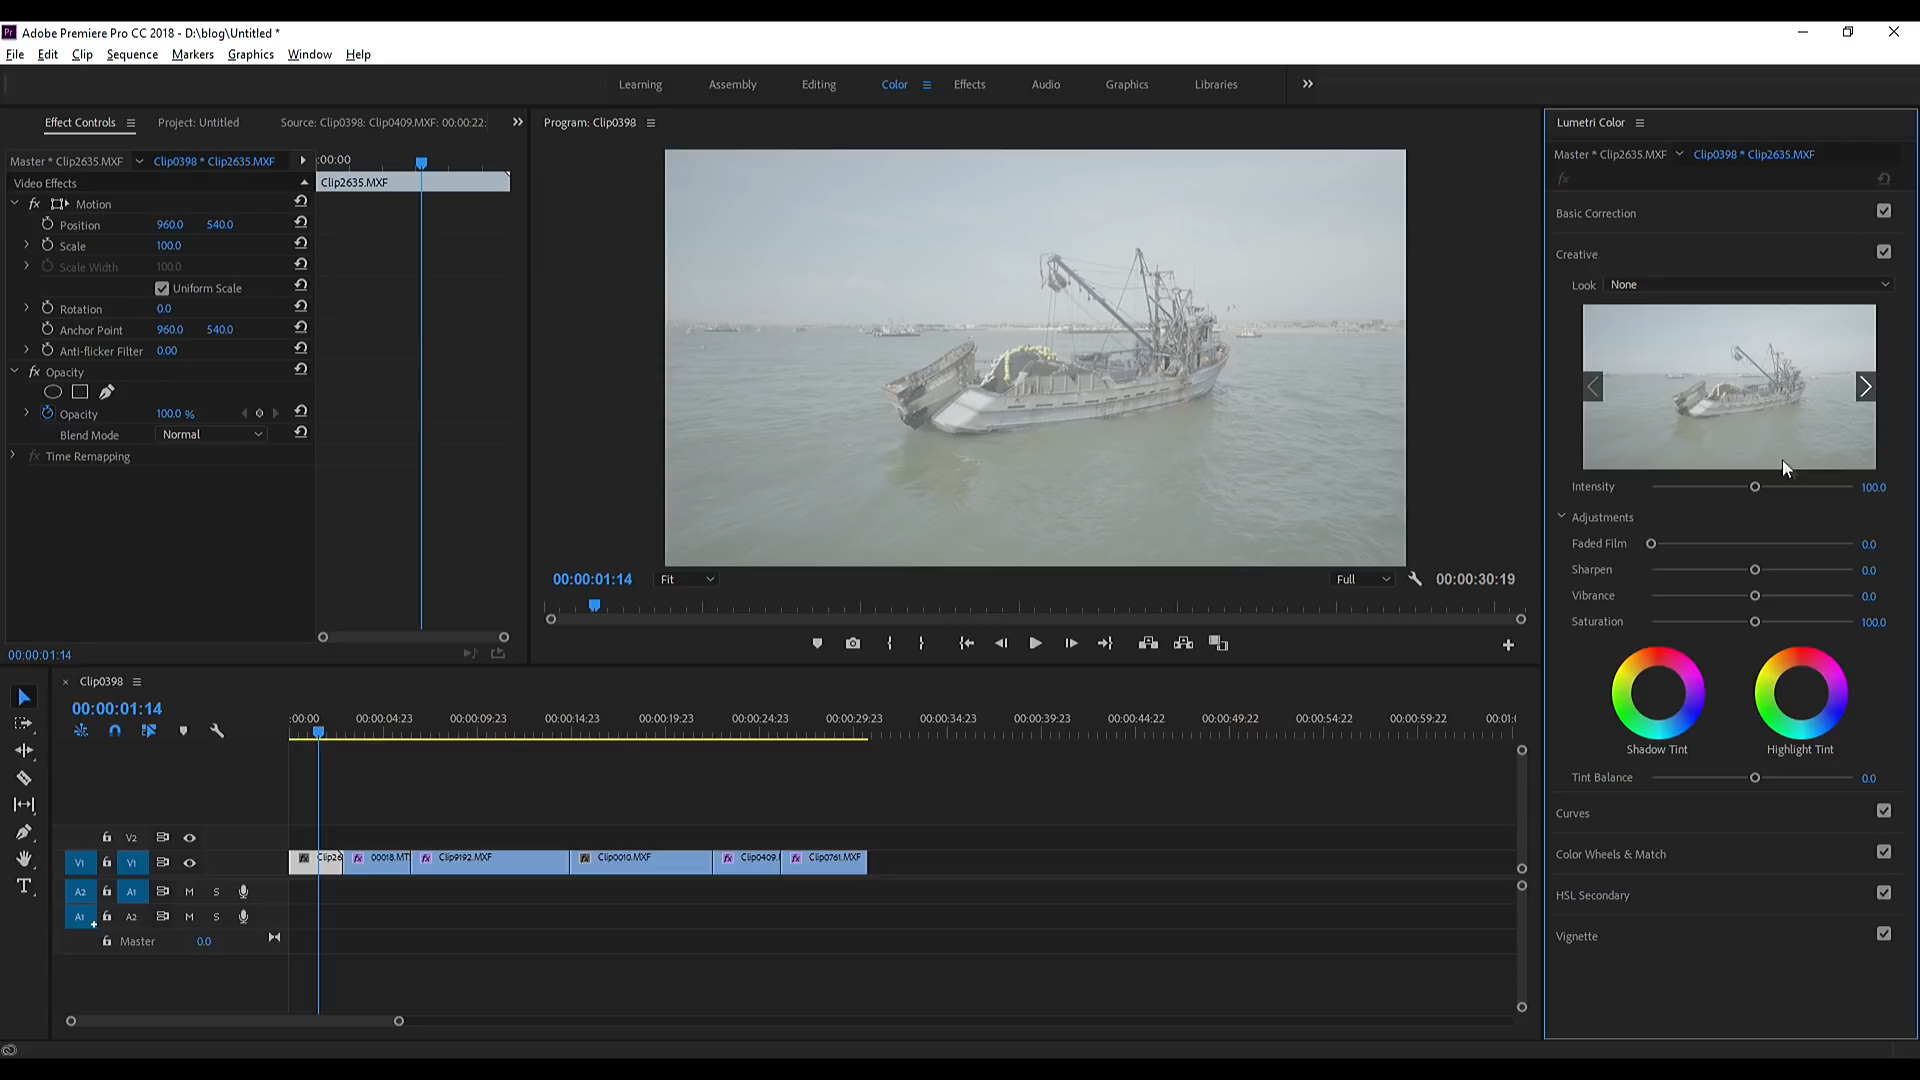 Adobe Premiere Pro CC 2018 - D:\blog\Untitled *
File Edit Clip Sequence Markers Graphics Window Help
Learning Assembly Editing Color Effects Audio Graphics Libraries
Effect Controls Project: Untitled Source: Clip0398: Clip0409.MXF: 00:00:22:
Master * Clip2635.MXF Clip0398 * Clip2635.MXF :00:00
Video Effects Clip2635.MXF
fx Motion
Position 960.0 540.0
Scale 100.0
Scale Width 100.0
Uniform Scale
Rotation 0.0
Anchor Point 960.0 540.0
Anti-flicker Filter 0.00
fx Opacity
Opacity 100.0 %
Blend Mode Normal
fx Time Remapping
00:00:01:14
Program: Clip0398
00:00:01:14 Fit Full 00:00:30:19
Lumetri Color
Master * Clip2635.MXF Clip0398 * Clip2635.MXF
fx
Basic Correction
Creative
Look None
Intensity 100.0
Adjustments
Faded Film 0.0
Sharpen 0.0
Vibrance 0.0
Saturation 100.0
Shadow Tint Highlight Tint
Tint Balance 0.0
Curves
Color Wheels & Match
HSL Secondary
Vignette
Clip0398
00:00:01:14
:00:00 00:00:04:23 00:00:09:23 00:00:14:23 00:00:19:23 00:00:24:23 00:00:29:23 00:00:34:23 00:00:39:23 00:00:44:22 00:00:49:22 00:00:54:22 00:00:59:22 00:01:
V2
V1 V1 fx Clip26 fx 00018.MT fx Clip9192.MXF fx Clip0010.MXF fx Clip0409. fx Clip0761.MXF
A2 A1 M S
A1 A2 M S
Master 0.0